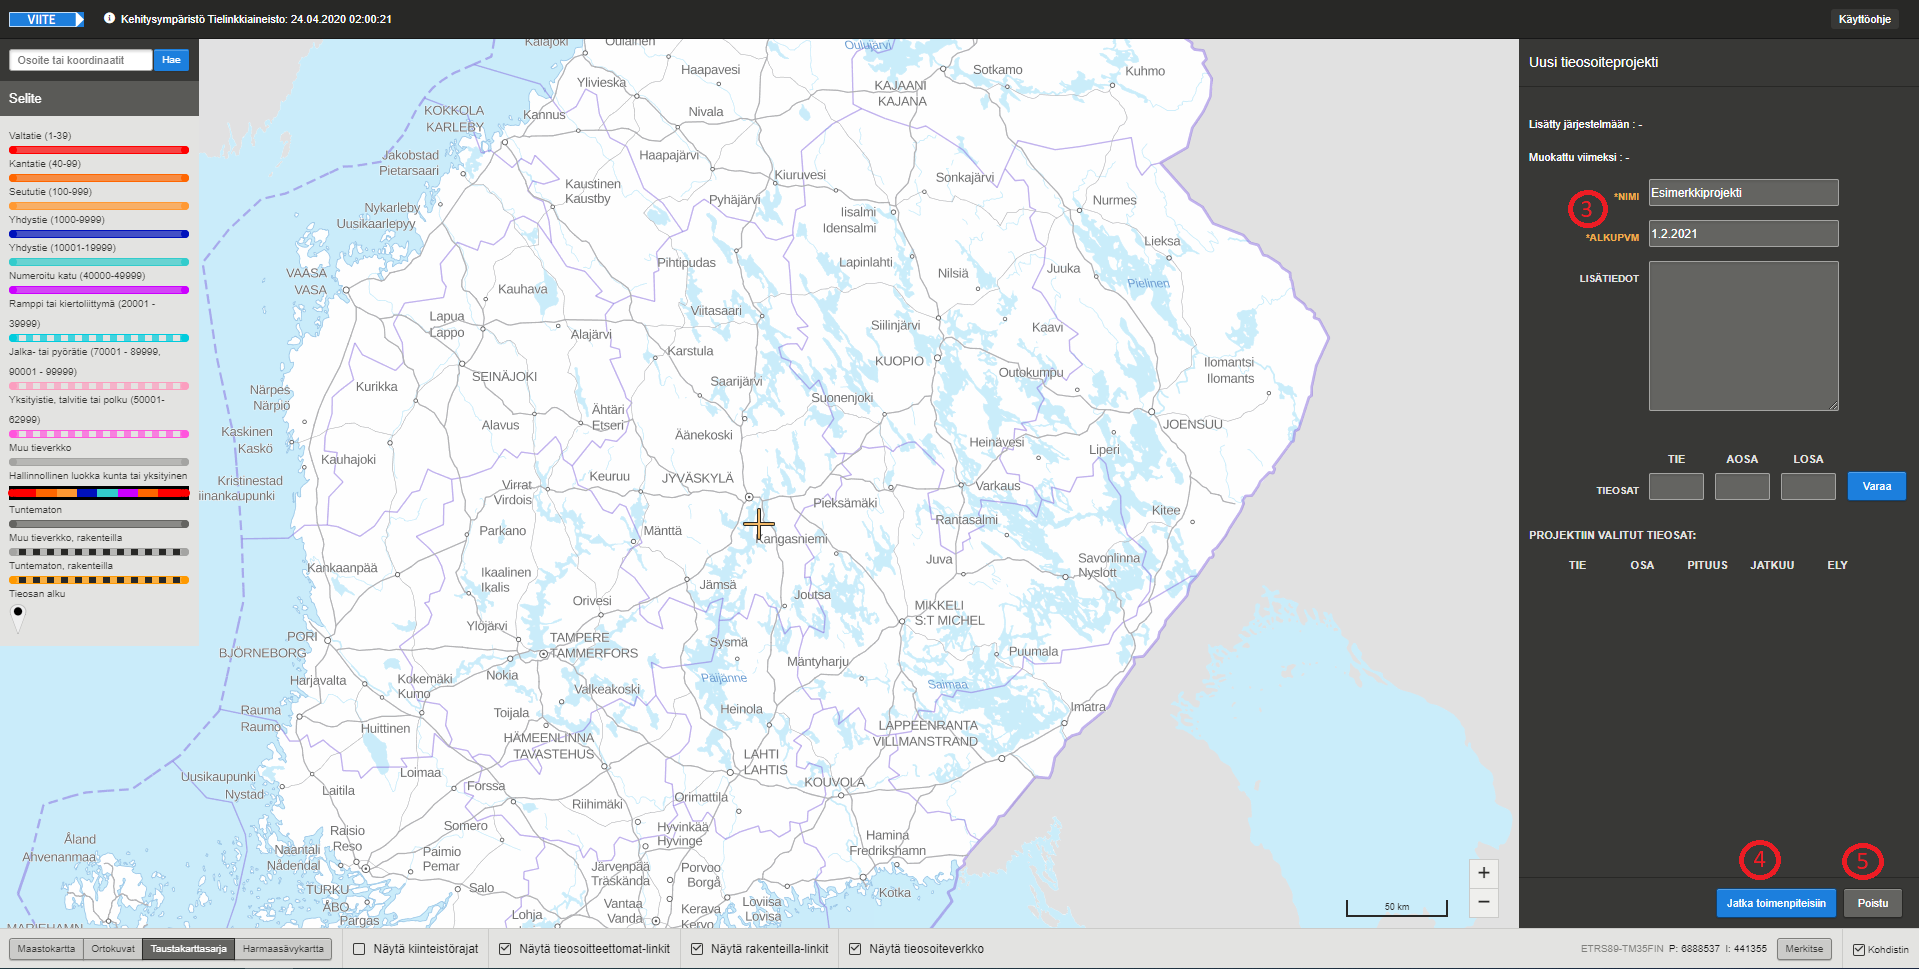 VIITE
Kehitysympäristö Tielinkkiaineisto: 24.04.2020 02:00:21
Käyttöohje
Osoite tai koordinaatit
Hae
Selite
Valtatie (1-39)
Kantatie (40-99)
Seututie (100-999)
Yhdystie (1000-9999)
Yhdystie (10001-19999)
Numeroitu katu (40000-49999)
Ramppi tai kiertoliittymä (20001 -
39999)
Jalka- tai pyörätie (70001 - 89999,
90001 - 99999)
Yksityistie, talvitie tai polku (50001-
62999)
Muu tieverkko
Hallinnollinen luokka kunta tai yksityinen
Tuntematon
Muu tieverkko, rakenteilla
Tuntematon, rakenteilla
Tieosan alku
Kalajoki
Oulainen
Oulujärvi
Haapavesi
Sotkamo
Kuhmo
Ylivieska
KAJAANI
KAJANA
KOKKOLA
KARLEBY
Kannus
Nivala
Jakobstad
Pietarsaari
Haapajärvi
Kiuruvesi
Sonkajärvi
Kaustinen
Kaustby
Pyhäjärvi
Nurmes
Nykarleby
Uusikaarlepyy
Iisalmi
Idensalmi
Lieksa
VAASA
VASA
Pihtipudas
Lapinlahti
Nilsiä
Juuka
Pielinen
Kauhava
Viitasaari
Lapua
Lappo
Alajärvi
Siilinjärvi
Kaavi
Karstula
KUOPIO
Ilomantsi
Ilomants
SEINÄJOKI
Saarijärvi
Outokumpu
Närpes
Närpiö
Kurikka
Suonenjoki
Ähtäri
Etseri
Alavus
Äänekoski
JOENSUU
Kaskinen
Kaskö
Heinävesi
Liperi
Kauhajoki
Kristinestad
iinankaupunki
Keuruu
JYVÄSKYLÄ
Virrat
Virdois
Pieksämäki
Varkaus
Kitee
Parkano
Mänttä
Kangasniemi
Rantasalmi
Kankaanpää
Ikaalinen
Ikalis
Jämsä
Juva
Savonlinna
Nyslott
Orivesi
Joutsa
MIKKELI
S:T MICHEL
PORI
BJÖRNEBORG
Ylöjärvi
TAMPERE
TAMMERFORS
Sysmä
Mäntyharju
Puumala
Harjavalta
Kokemäki
Kumo
Nokia
Valkeakoski
Päijänne
Saimaa
Rauma
Raumo
Toijala
Heinola
Imatra
Huittinen
HÄMEENLINNA
TAVASTEHUS
LAPPEENRANTA
VILLMANSTRAND
LAHTI
LAHTIS
Uusikaupunki
Nystad
Loimaa
Laitila
Forssa
KOUVOLA
Orimattila
Riihimäki
Åland
Ahvenanmaa
Raisio
Reso
Somero
Hyvinkää
Hyvinge
Hamina
Fredrikshamn
Naantali
Nådendal
Paimio
Pemar
Järvenpää
Träskända
Porvoo
Borgå
TURKU
ÅBO
Salo
Kotka
Loviisa
Lovisa
Vantaa
Vanda
Kerava
Kervo
Pargas
Lohja
MARIEHAMN
50 km
+
−
Uusi tieosoiteprojekti
Lisätty järjestelmään : -
Muokattu viimeksi : -
3
*NIMI
Esimerkkiprojekti
*ALKUPVM
1.2.2021
LISÄTIEDOT
TIE AOSA LOSA
TIEOSAT
Varaa
PROJEKTIIN VALITUT TIEOSAT:
TIE OSA PITUUS JATKUU ELY
4
5
Jatka toimenpiteisiin
Poistu
Maastokartta Ortokuvat Taustakarttasarja Harmaasävykartta
Näytä kiinteistörajat
Näytä tieosoitteettomat-linkit
Näytä rakenteilla-linkit
Näytä tieosoiteverkko
ETRS89-TM35FIN P: 6888537 I: 441355
Merkitse
Kohdistin